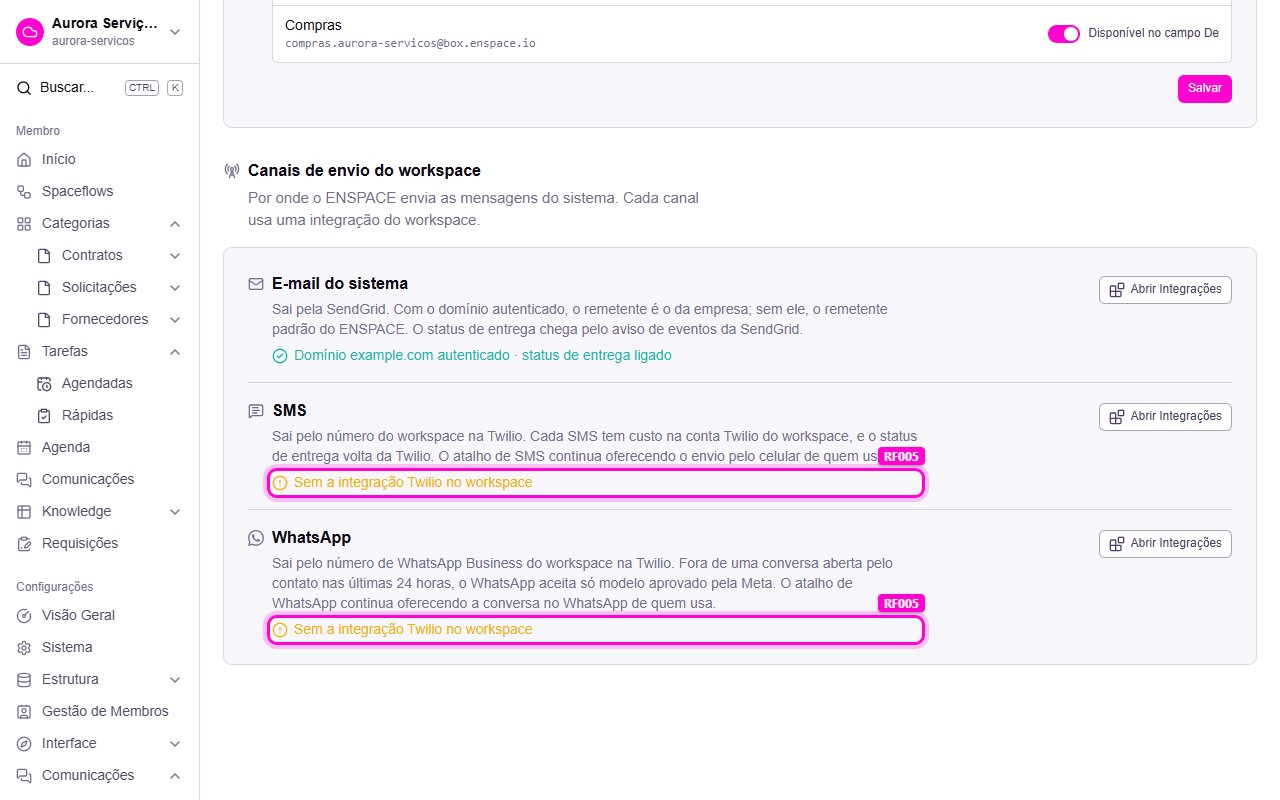 Aurora Serviç...
aurora-servicos
Buscar...
CTRL K
Membro
Início
Spaceflows
Categorias
Contratos
Solicitações
Fornecedores
Tarefas
Agendadas
Rápidas
Agenda
Comunicações
Knowledge
Requisições
Configurações
Visão Geral
Sistema
Estrutura
Gestão de Membros
Interface
Comunicações
Compras
compras.aurora-servicos@box.enspace.io
Disponível no campo De
Salvar
Canais de envio do workspace
Por onde o ENSPACE envia as mensagens do sistema. Cada canal
usa uma integração do workspace.
E-mail do sistema
Abrir Integrações
Sai pela SendGrid. Com o domínio autenticado, o remetente é o da empresa; sem ele, o remetente
padrão do ENSPACE. O status de entrega chega pelo aviso de eventos da SendGrid.
Domínio example.com autenticado · status de entrega ligado
SMS
Abrir Integrações
Sai pelo número do workspace na Twilio. Cada SMS tem custo na conta Twilio do workspace, e o status
de entrega volta da Twilio. O atalho de SMS continua oferecendo o envio pelo celular de quem us
RF005
Sem a integração Twilio no workspace
WhatsApp
Abrir Integrações
Sai pelo número de WhatsApp Business do workspace na Twilio. Fora de uma conversa aberta pelo
contato nas últimas 24 horas, o WhatsApp aceita só modelo aprovado pela Meta. O atalho de
WhatsApp continua oferecendo a conversa no WhatsApp de quem usa.
RF005
Sem a integração Twilio no workspace